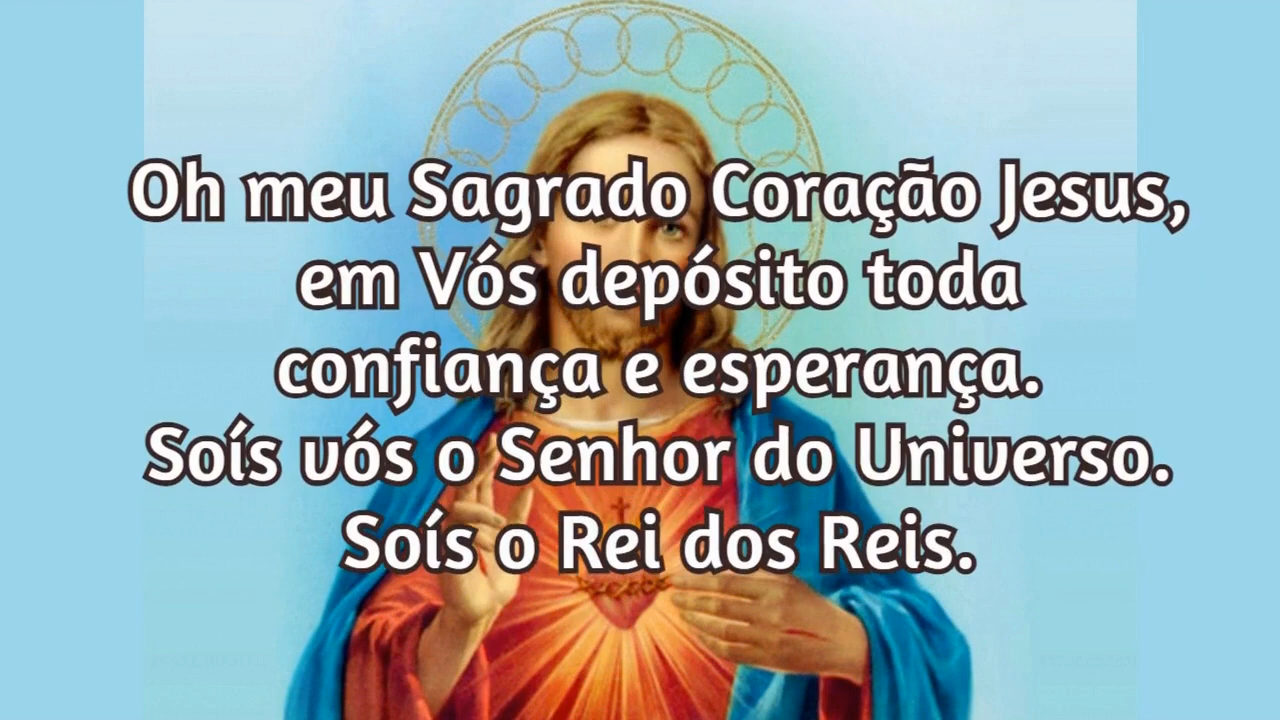 Oh meu Sagrado Coração Jesus,
em Vós depósito toda
confiança e esperança.
Soís vós o Senhor do Universo.
Soís o Rei dos Reis.